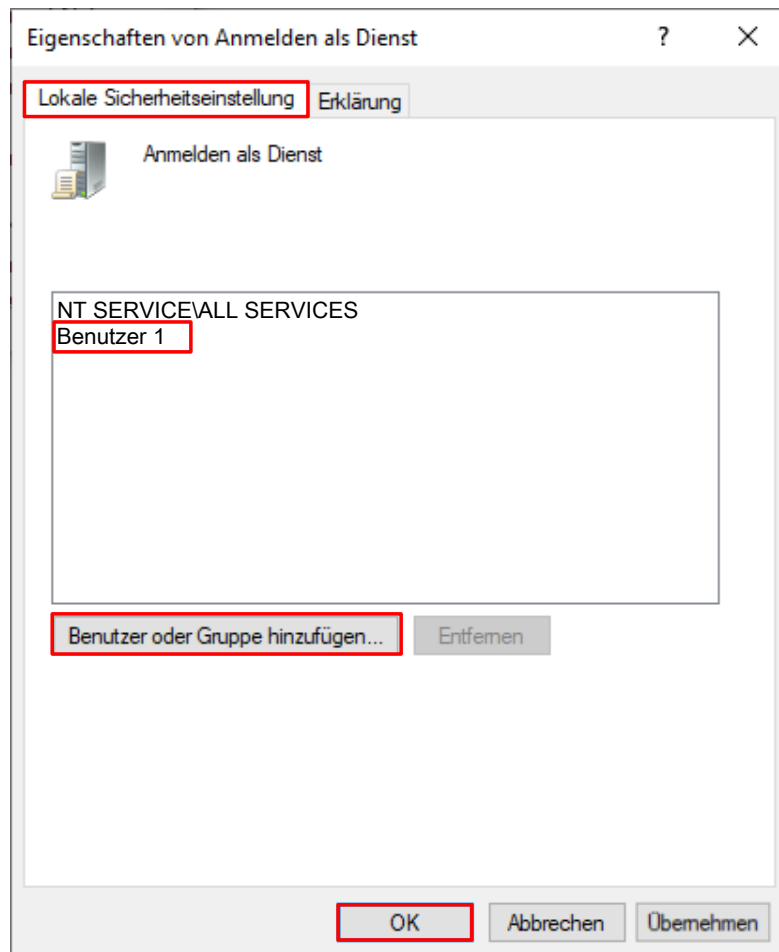 Eigenschaften von Anmelden als Dienst ?
Lokale Sicherheitseinstellung Erklärung
Anmelden als Dienst
NT SERVICE\ALL SERVICES
Benutzer 1
Benutzer oder Gruppe hinzufügen... Entfernen
OK Abbrechen Übernehmen